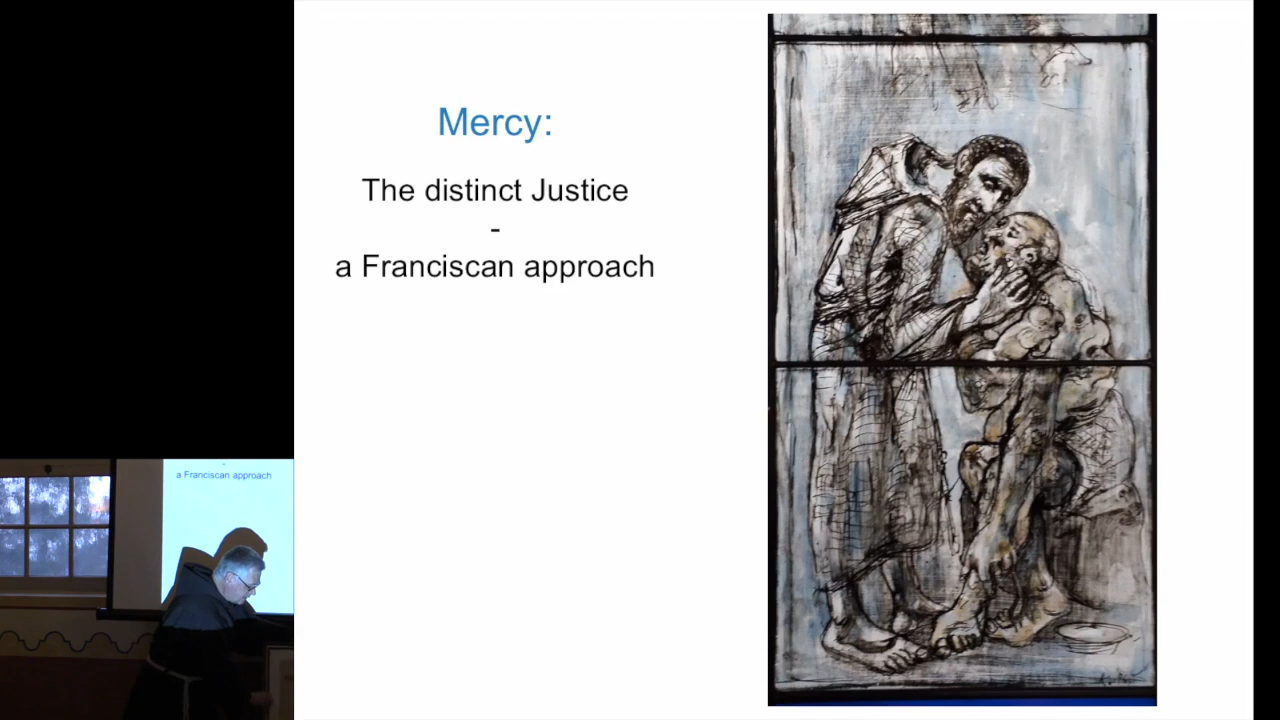 Mercy:
The distinct Justice
-
a Franciscan approach
a Franciscan approach